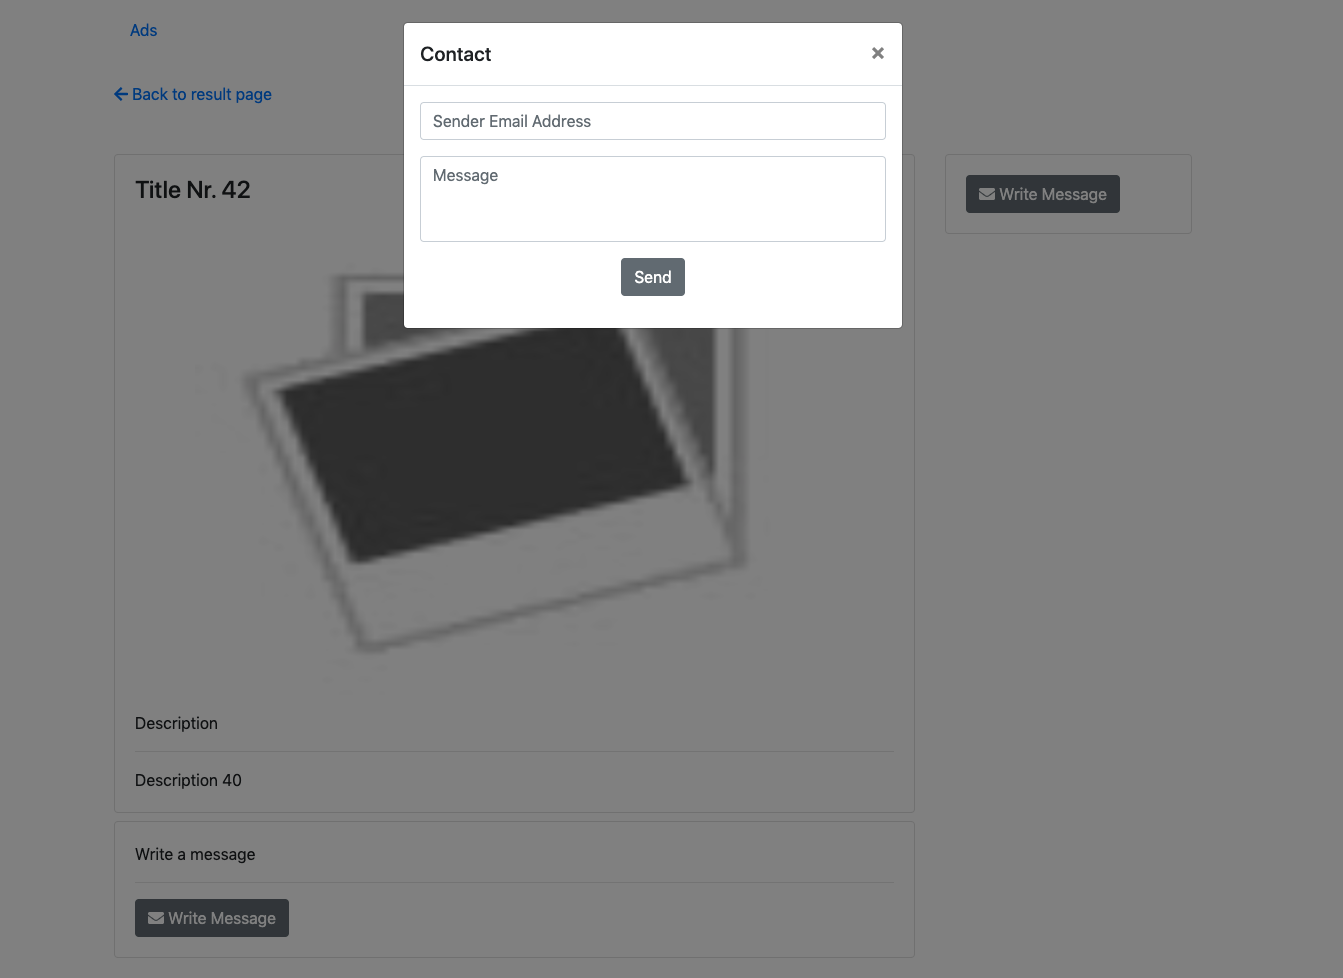 Ads
Contact
×
Back to result page
Sender Email Address
Message
Send
Title Nr. 42
Write Message
Description
Description 40
Write a message
Write Message